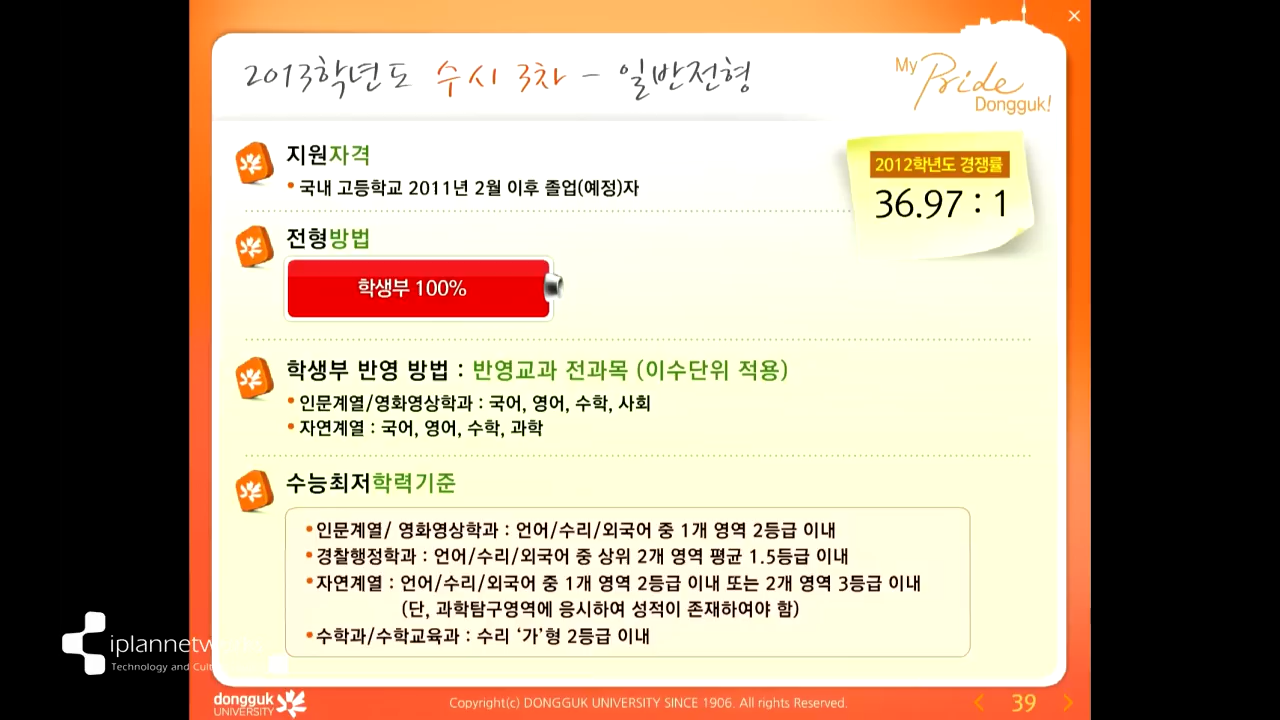 2013학년도 수시 3차 - 일반전형
My Pride Dongguk!
지원자격
• 국내 고등학교 2011년 2월 이후 졸업(예정)자
2012학년도 경쟁률
36.97 : 1
전형방법
학생부 100%
학생부 반영 방법 : 반영교과 전과목 (이수단위 적용)
• 인문계열/영화영상학과 : 국어, 영어, 수학, 사회
• 자연계열 : 국어, 영어, 수학, 과학
수능최저학력기준
• 인문계열/ 영화영상학과 : 언어/수리/외국어 중 1개 영역 2등급 이내
• 경찰행정학과 : 언어/수리/외국어 중 상위 2개 영역 평균 1.5등급 이내
• 자연계열 : 언어/수리/외국어 중 1개 영역 2등급 이내 또는 2개 영역 3등급 이내
(단, 과학탐구영역에 응시하여 성적이 존재하여야 함)
• 수학과/수학교육과 : 수리 ‘가’형 2등급 이내
Technology and
dongguk
UNIVERSITY
Copyright(c) DONGGUK UNIVERSITY SINCE 1906. All rights Reserved.
39